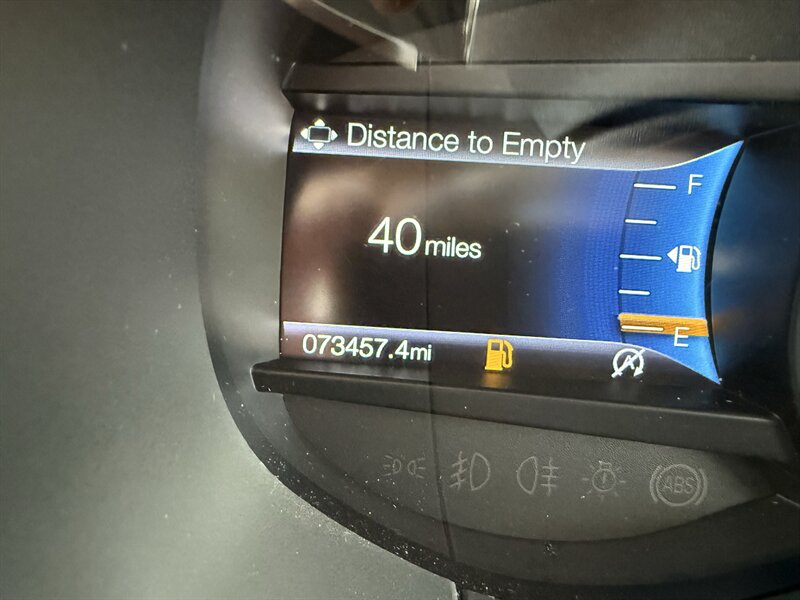 Distance to Empty
F
40 miles
E
073457.4mi
A
ABS